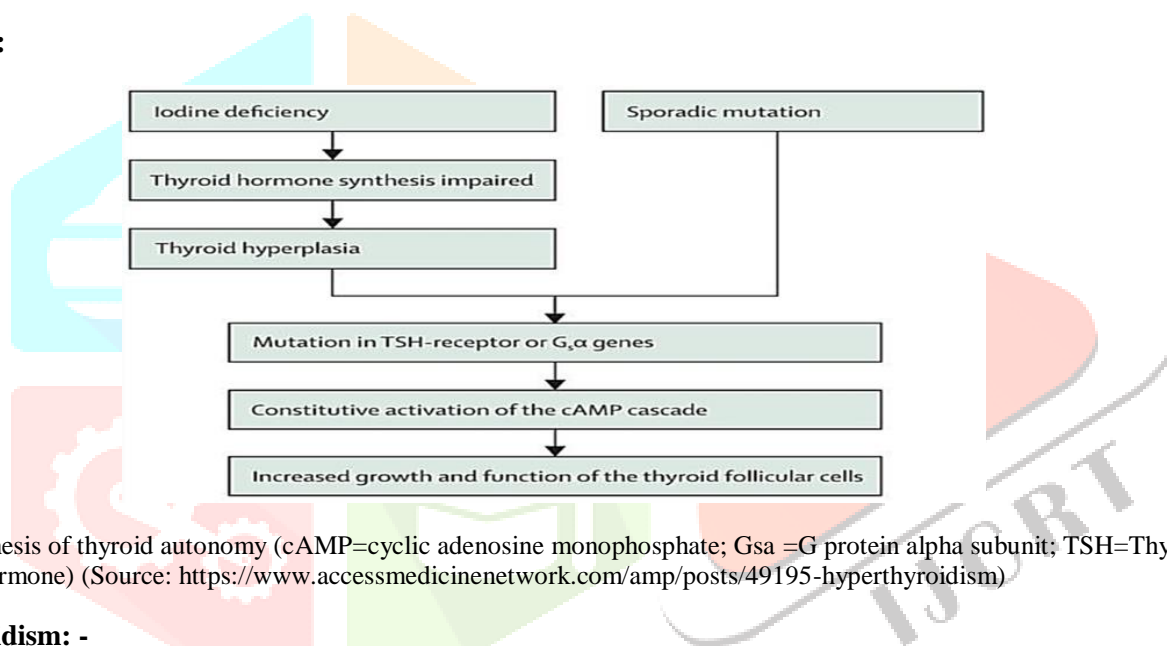 :
Iodine deficiency
Sporadic mutation
Thyroid hormone synthesis impaired
Thyroid hyperplasia
Mutation in TSH-receptor or Gsα genes
Constitutive activation of the cAMP cascade
Increased growth and function of the thyroid follicular cells
nesis of thyroid autonomy (cAMP=cyclic adenosine monophosphate; Gsa =G protein alpha subunit; TSH=Thy
rmone) (Source: https://www.accessmedicinenetwork.com/amp/posts/49195-hyperthyroidism)
idism: -
IJCRT